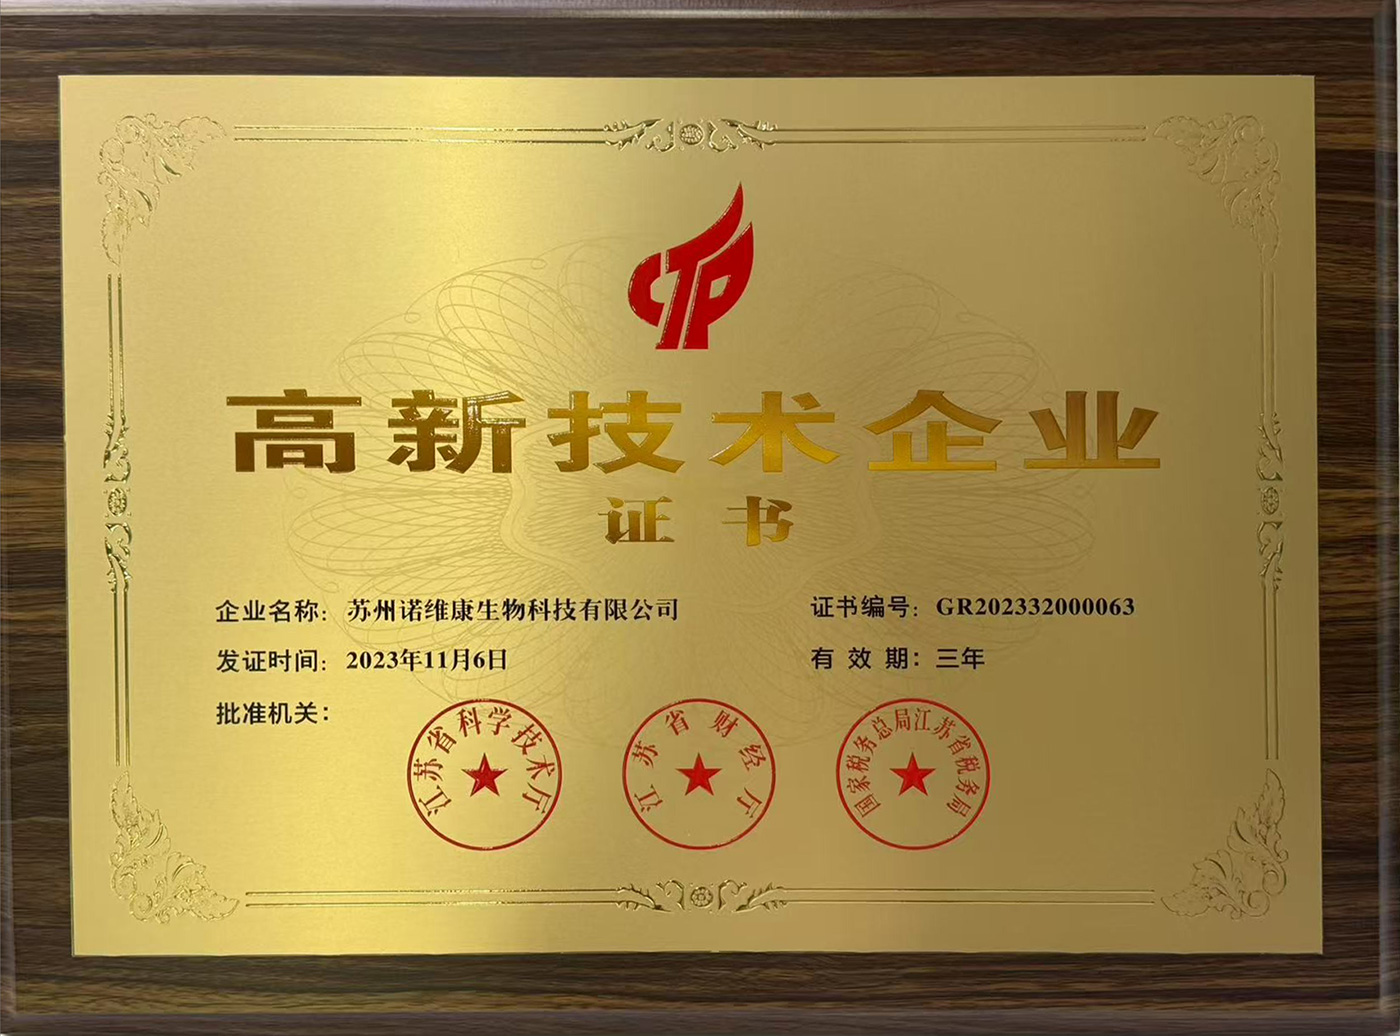 高新技术企业
证书
企业名称：苏州诺维康生物科技有限公司
证书编号：GR202332000063
发证时间：2023年11月6日
有 效 期：三年
批准机关：
江苏省科学技术厅
江苏省财经厅
国家税务总局江苏省税务局